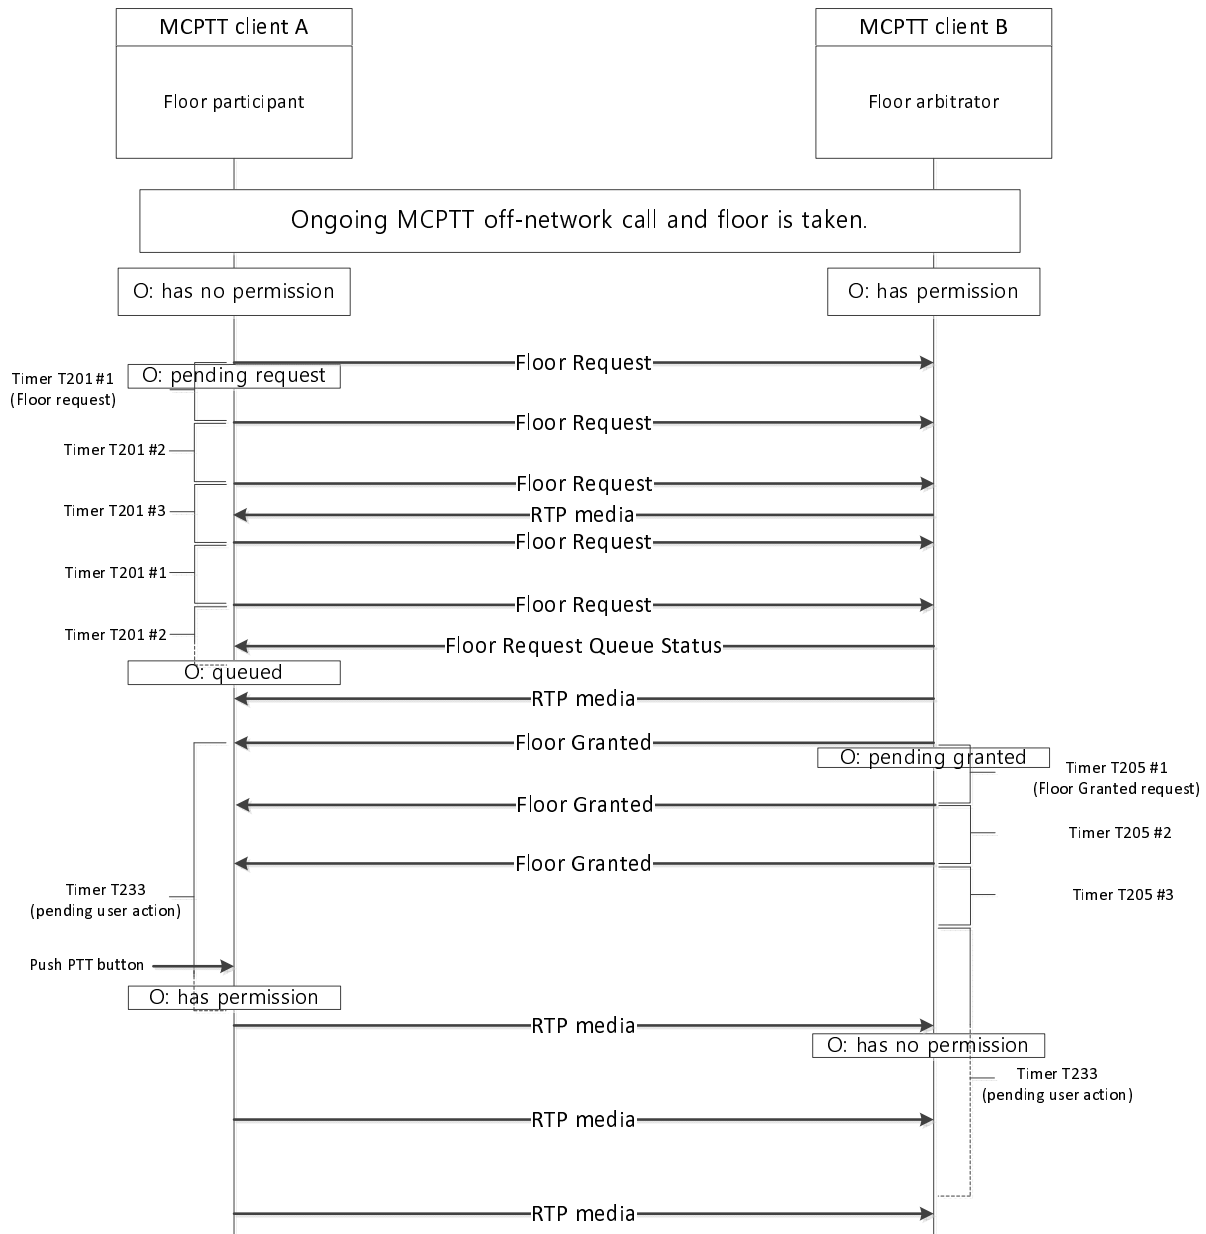 MCPTT client A
MCPTT client B
Floor participant
Floor arbitrator
Ongoing MCPTT off-network call and floor is taken.
O: has no permission
O: has permission
Floor Request
O: pending request
Timer T201 #1
(Floor request)
Floor Request
Timer T201 #2
Floor Request
Timer T201 #3
RTP media
Floor Request
Timer T201 #1
Floor Request
Timer T201 #2
Floor Request Queue Status
O: queued
RTP media
Floor Granted
O: pending granted
Timer T205 #1
(Floor Granted request)
Floor Granted
Timer T205 #2
Floor Granted
Timer T233
(pending user action)
Timer T205 #3
Push PTT button
O: has permission
RTP media
O: has no permission
Timer T233
(pending user action)
RTP media
RTP media